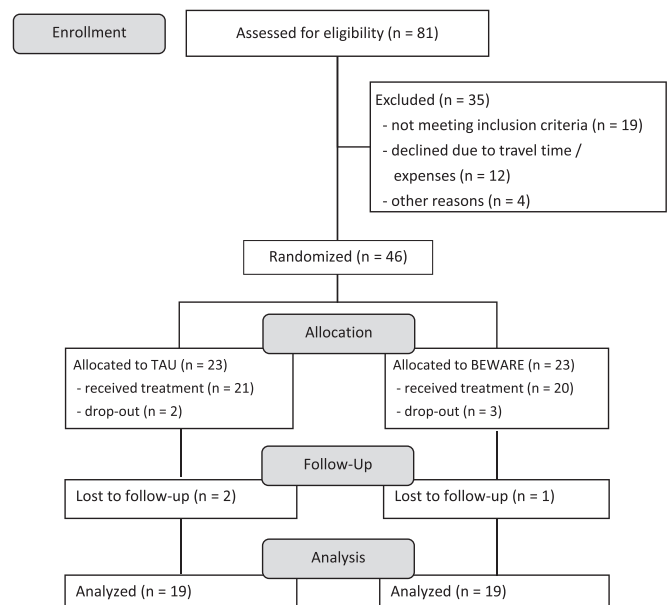 Enrollment
Assessed for eligibility (n = 81)
Excluded (n = 35)
- not meeting inclusion criteria (n = 19)
- declined due to travel time /
expenses (n = 12)
- other reasons (n = 4)
Randomized (n = 46)
Allocation
Allocated to TAU (n = 23)
- received treatment (n = 21)
- drop-out (n = 2)
Allocated to BEWARE (n = 23)
- received treatment (n = 20)
- drop-out (n = 3)
Follow-Up
Lost to follow-up (n = 2)
Lost to follow-up (n = 1)
Analysis
Analyzed (n = 19)
Analyzed (n = 19)